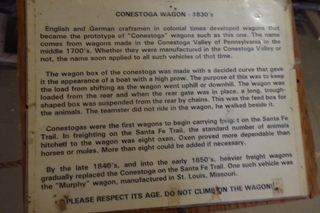 CONESTOGA WAGON - 1830's
English and German craftsmen in colonial times developed wagons that
became the prototype of "Conestoga" wagons such as this one. The name
comes from wagons made in the Conestoga Valley of Pennsylvania in the
middle 1700's. Whether they were manufactured in the Conestoga Valley or
not, the name soon applied to all such vehicles of that time.
The wagon box of the conestoga was made with a decided curve that gave
it the appearance of a boat with a high prow. The purpose of this was to keep
the load from shifting as the wagon went uphill or downhill. The wagon was
loaded from the rear and when the rear gate was in place, a long, trough-
shaped box was suspended from the rear by chains. This was the feed box for
the animals. The teamster did not ride in the wagon, he walked beside it.
Conestogas were the first wagons to begin carrying freight on the Santa
Fe Trail. In freighting on the Santa Fe Trail, the standard number of animals
hitched to the wagon was eight oxen. Oxen proved more dependable than
horses or mules. More than eight could be added if necessary.
By the late 1840's, and into the early 1850's, heavier freight wagons
gradually replaced the Conestoga on the Santa Fe Trail. One such vehicle was
the "Murphy" wagon, manufactured in St. Louis, Missouri.
PLEASE RESPECT ITS AGE. DO NOT CLIMB ON THE WAGON!